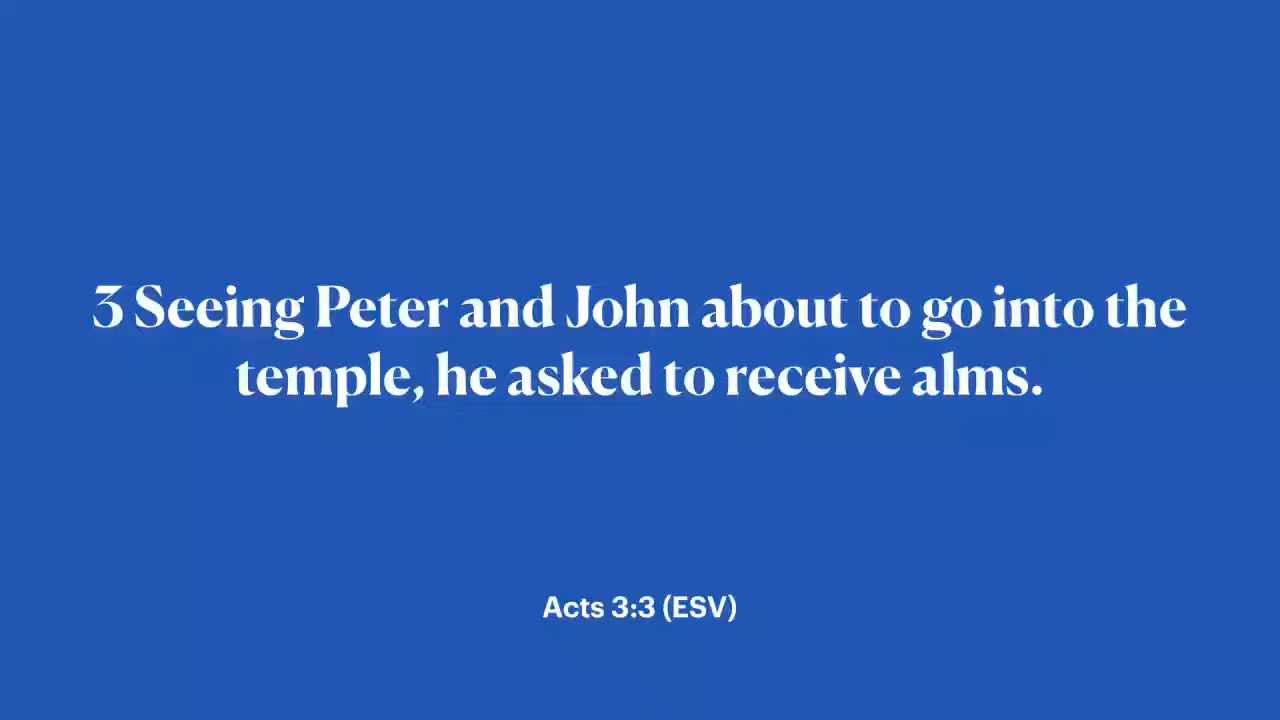 3 Seeing Peter and John about to go into the
temple, he asked to receive alms.
Acts 3:3 (ESV)